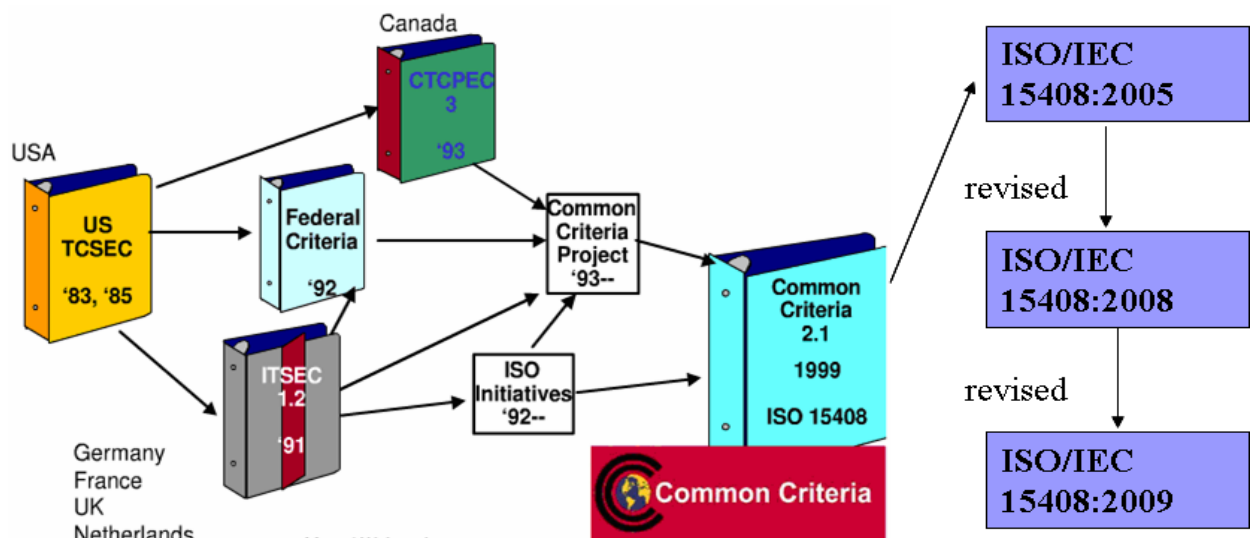 Canada
CTCPEC
3
‘93
USA
US
TCSEC
‘83, ‘85
Federal
Criteria
‘92
ITSEC
1.2
‘91
Germany
France
UK
Netherlands
Common
Criteria
Project
‘93--
ISO
Initiatives
‘92--
Common
Criteria
2.1
1999
ISO 15408
Common Criteria
ISO/IEC
15408:2005
revised
ISO/IEC
15408:2008
revised
ISO/IEC
15408:2009